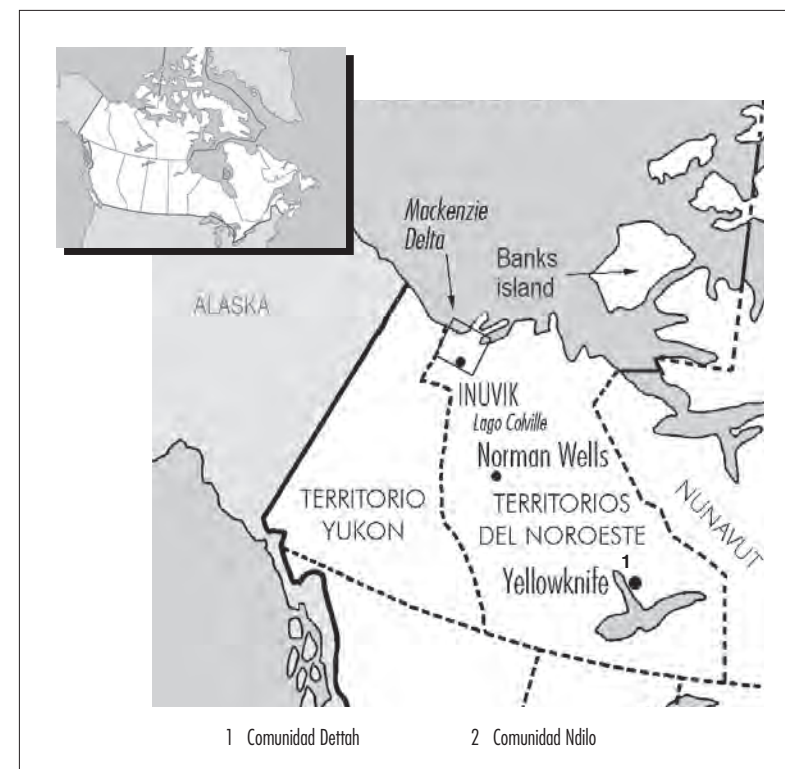 Mackenzie
Delta
Banks
island
ALASKA
INUVIK
Lago Colville
Norman Wells
TERRITORIO
YUKON
TERRITORIOS
DEL NOROESTE
NUNAVUT
1
Yellowknife
1 Comunidad Dettah
2 Comunidad Ndilo